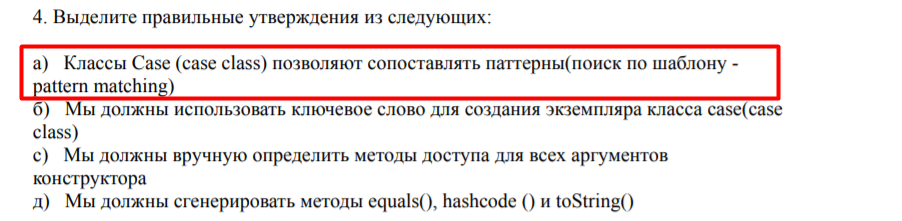 4. Выделите правильные утверждения из следующих:
а) Классы Case (case class) позволяют сопоставлять паттерны(поиск по шаблону -
pattern matching)
б) Мы должны использовать ключевое слово для создания экземпляра класса case(case
class)
с) Мы должны вручную определить методы доступа для всех аргументов
конструктора
д) Мы должны сгенерировать методы equals(), hashcode () и toString()